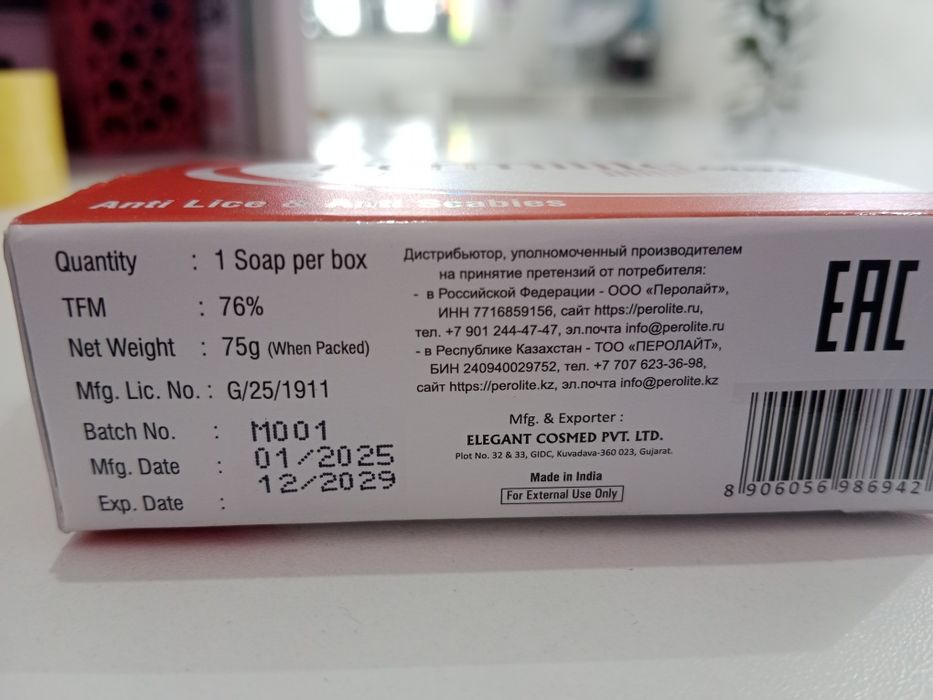 Anti Lice & Anti Scabies
Quantity : 1 Soap per box
TFM : 76%
Net Weight : 75g (When Packed)
Mfg. Lic. No. : G/25/1911
Batch No. : M001
Mfg. Date : 01/2025
Exp. Date : 12/2029
Дистрибьютор, уполномоченный производителем
на принятие претензий от потребителя:
- в Российской Федерации - ООО «Перолайт»,
ИНН 7716859156, сайт https://perolite.ru,
тел. +7 901 244-47-47, эл.почта info@perolite.ru
- в Республике Казахстан - ТОО «ПЕРОЛАЙТ»,
БИН 240940029752, тел. +7 707 623-36-98,
сайт https://perolite.kz, эл.почта info@perolite.kz
Mfg. & Exporter :
ELEGANT COSMED PVT. LTD.
Plot No. 32 & 33, GIDC, Kuvadava-360 023, Gujarat.
Made in India
For External Use Only
EAC
8 906056 986942